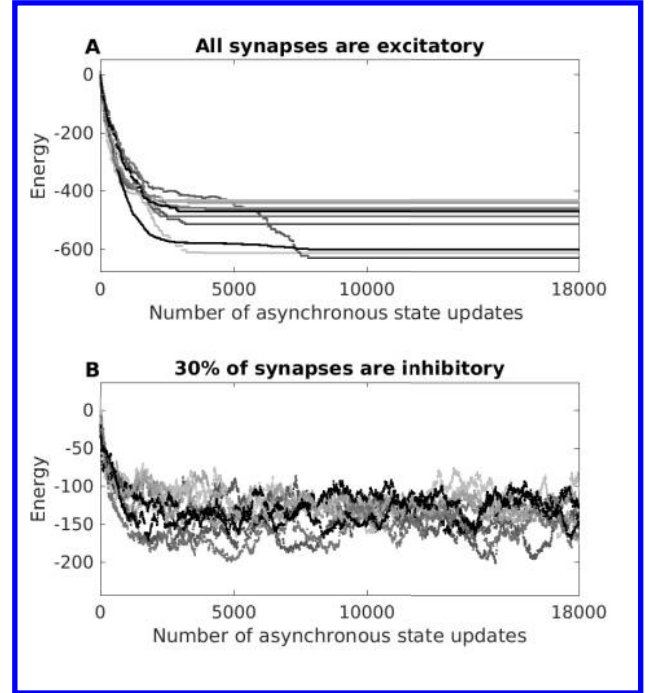 A All synapses are excitatory
0
-200
-400
-600
Energy
0 5000 10000 18000
Number of asynchronous state updates
B 30% of synapses are inhibitory
0
-50
-100
-150
-200
Energy
0 5000 10000 18000
Number of asynchronous state updates